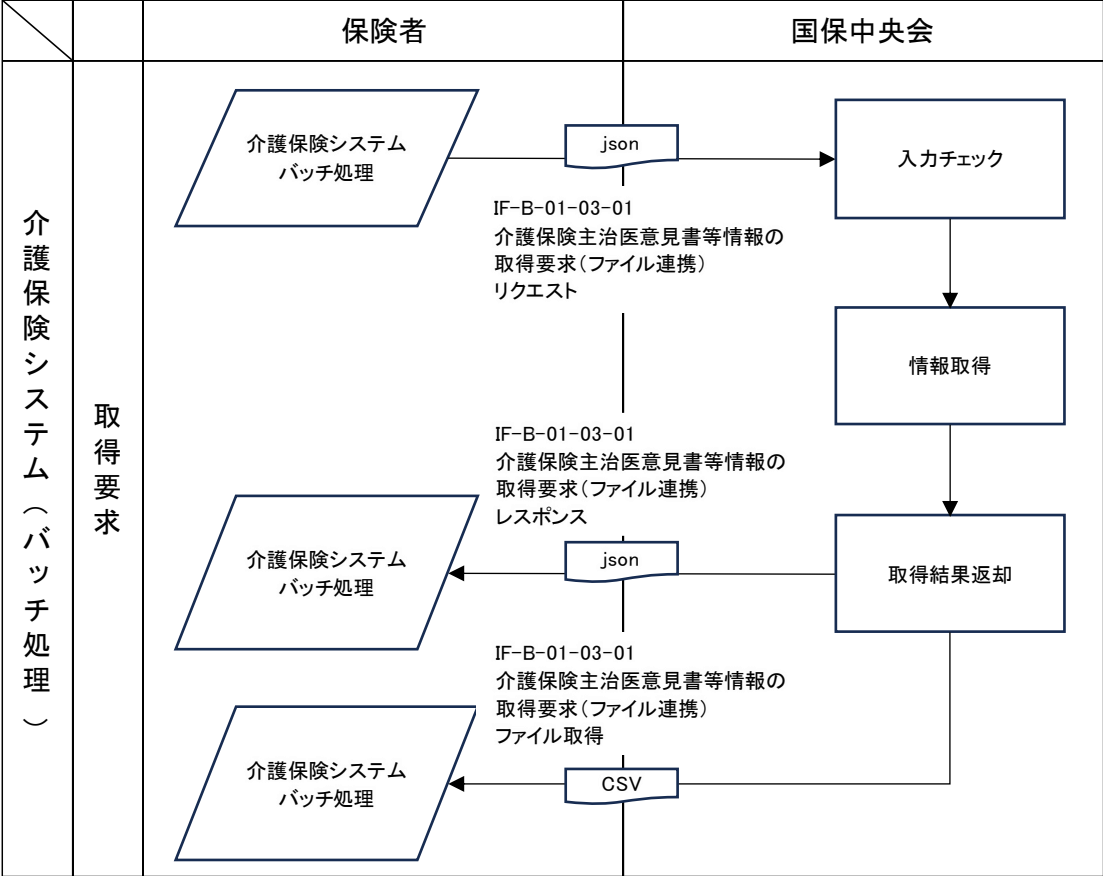 保険者
国保中央会
介護保険システム（バッチ処理）
取得要求
介護保険システム
バッチ処理
json
入力チェック
IF-B-01-03-01
介護保険主治医意見書等情報の
取得要求（ファイル連携）
リクエスト
情報取得
IF-B-01-03-01
介護保険主治医意見書等情報の
取得要求（ファイル連携）
レスポンス
介護保険システム
バッチ処理
json
取得結果返却
IF-B-01-03-01
介護保険主治医意見書等情報の
取得要求（ファイル連携）
ファイル取得
介護保険システム
バッチ処理
CSV